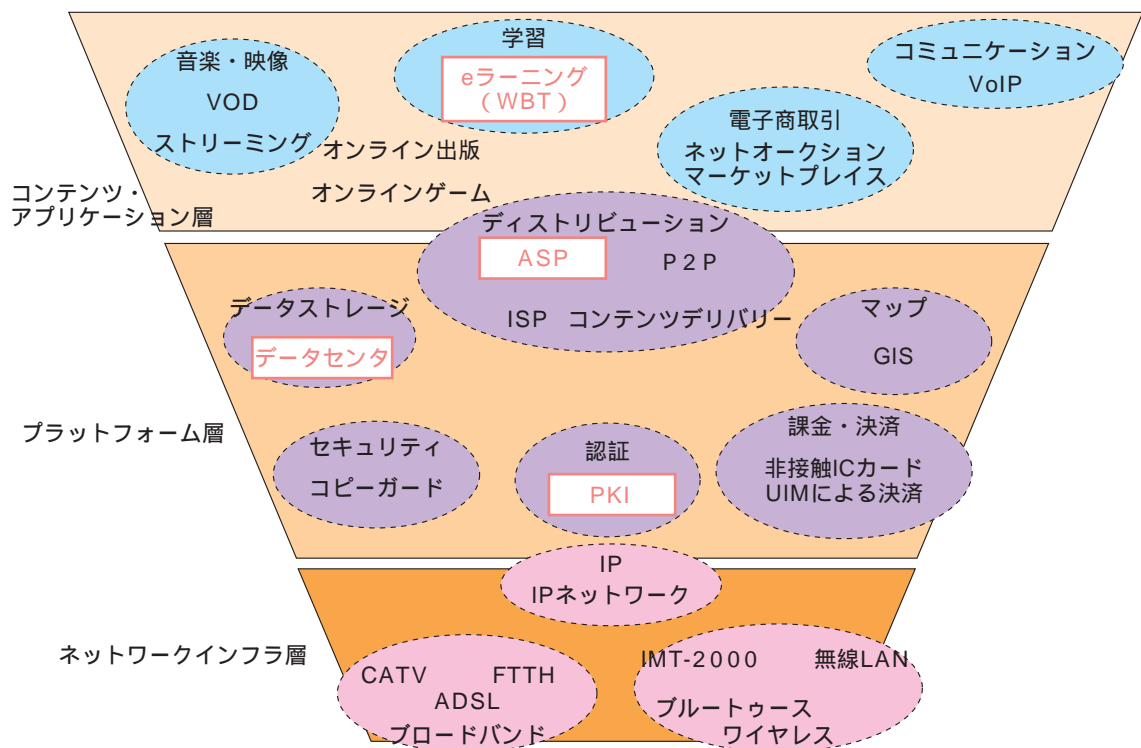 音楽・映像
VOD
ストリーミング
学習
eラーニング
(WBT)
コミュニケーション
VoIP
電子商取引
ネットオークション
マーケットプレイス
オンライン出版
オンラインゲーム
コンテンツ・
アプリケーション層
ディストリビューション
ASP P2P
ISP コンテンツデリバリー
データストレージ
データセンタ
マップ
GIS
プラットフォーム層
セキュリティ
コピーガード
認証
PKI
課金・決済
非接触ICカード
UIMによる決済
IP
IPネットワーク
ネットワークインフラ層
CATV FTTH
ADSL
ブロードバンド
IMT-2000 無線LAN
ブルートゥース
ワイヤレス